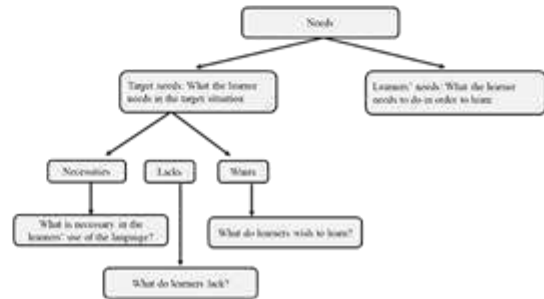 Needs
Target needs: What the learner
needs in the target situation
Learners' needs: What the learner
needs to do in order to learn
Necessities
Lacks
Wants
What is necessary in the
learners' use of the language?
What do learners wish to learn?
What do learners lack?